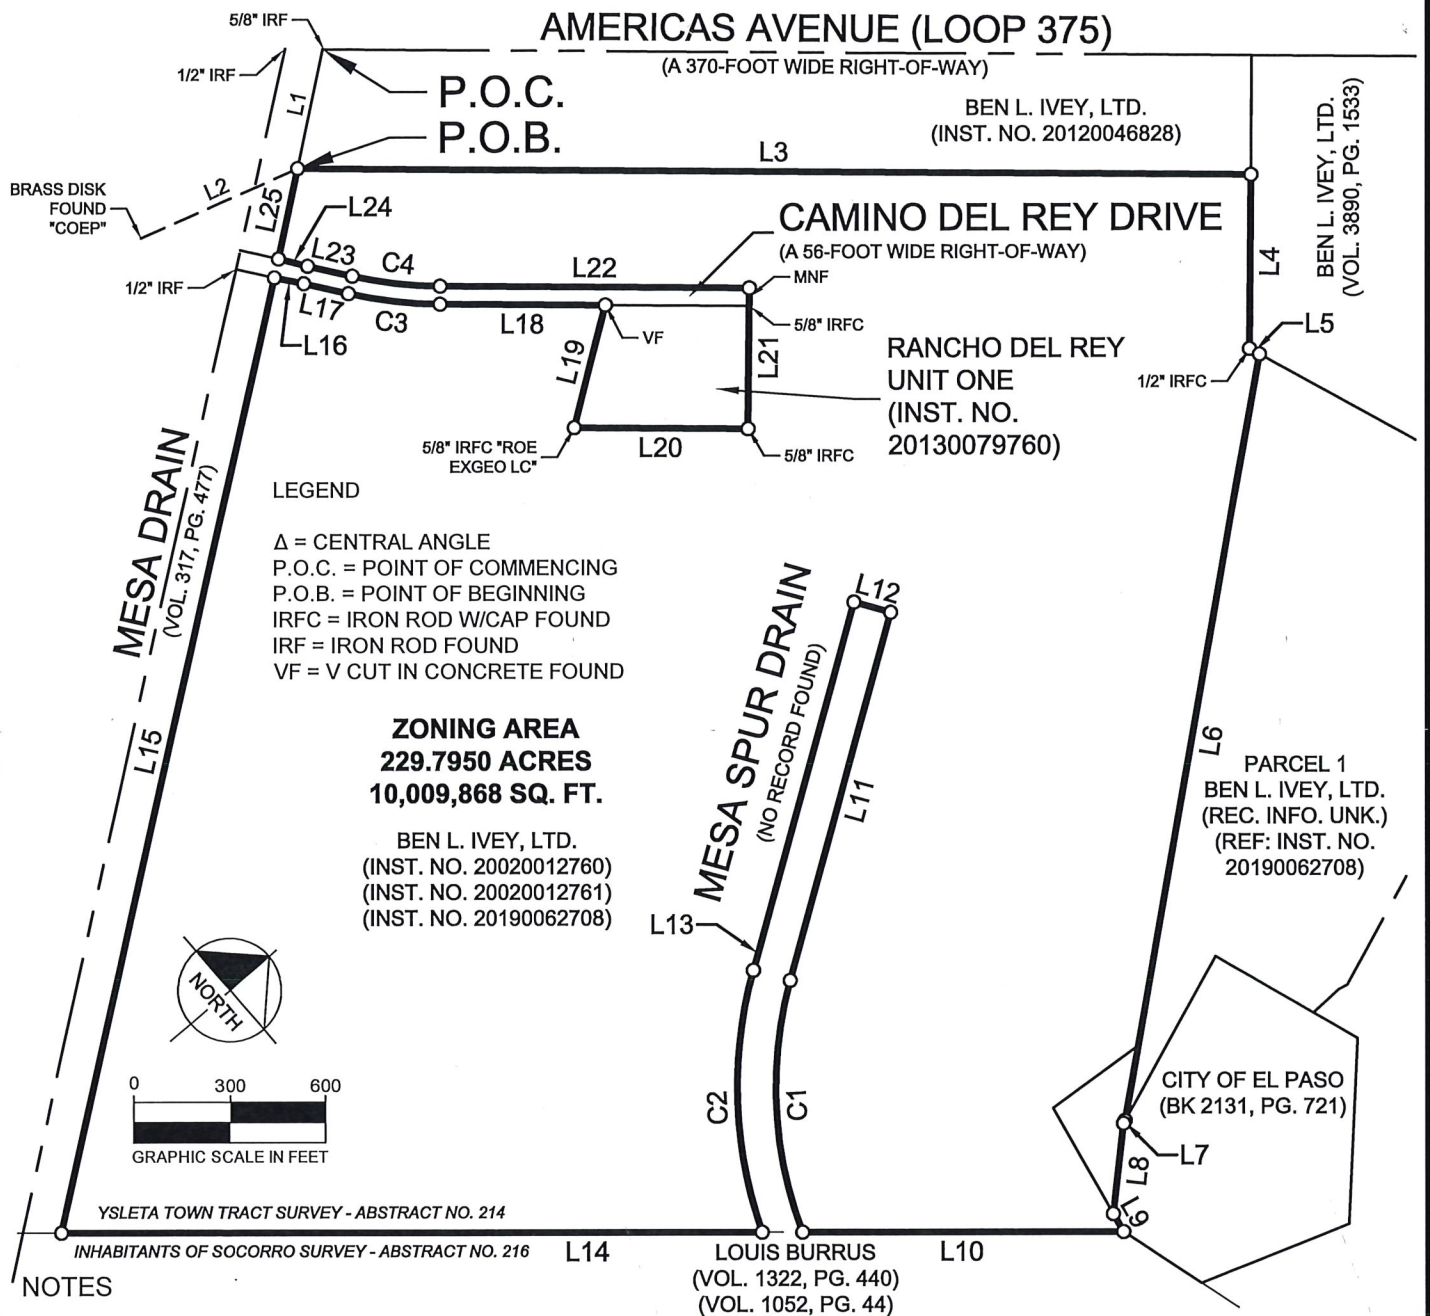 AMERICAS AVENUE (LOOP 375)
(A 370-FOOT WIDE RIGHT-OF-WAY)
5/8" IRF
1/2" IRF
L1
P.O.C.
P.O.B.
BEN L. IVEY, LTD.
(INST. NO. 20120046828)
BEN L. IVEY, LTD.
(VOL. 3890, PG. 1533)
L3
L2
BRASS DISK
FOUND
"COEP"
L25
L24
L23
C4
L22
CAMINO DEL REY DRIVE
(A 56-FOOT WIDE RIGHT-OF-WAY)
MNF
L4
1/2" IRF
L17
L16
C3
L18
VF
5/8" IRFC
L5
L19
L21
1/2" IRFC
RANCHO DEL REY
UNIT ONE
(INST. NO.
20130079760)
5/8" IRFC "ROE
EXGEO LC"
L20
5/8" IRFC
MESA DRAIN
(VOL. 317, PG. 477)
LEGEND
Δ = CENTRAL ANGLE
P.O.C. = POINT OF COMMENCING
P.O.B. = POINT OF BEGINNING
IRFC = IRON ROD W/CAP FOUND
IRF = IRON ROD FOUND
VF = V CUT IN CONCRETE FOUND
L12
MESA SPUR DRAIN
(NO RECORD FOUND)
L15
ZONING AREA
229.7950 ACRES
10,009,868 SQ. FT.
BEN L. IVEY, LTD.
(INST. NO. 20020012760)
(INST. NO. 20020012761)
(INST. NO. 20190062708)
L11
L6
PARCEL 1
BEN L. IVEY, LTD.
(REC. INFO. UNK.)
(REF: INST. NO.
20190062708)
L13
NORTH
0 300 600
GRAPHIC SCALE IN FEET
C2
C1
CITY OF EL PASO
(BK 2131, PG. 721)
L7
L8
L9
YSLETA TOWN TRACT SURVEY - ABSTRACT NO. 214
INHABITANTS OF SOCORRO SURVEY - ABSTRACT NO. 216
L14
LOUIS BURRUS
(VOL. 1322, PG. 440)
(VOL. 1052, PG. 44)
L10
NOTES